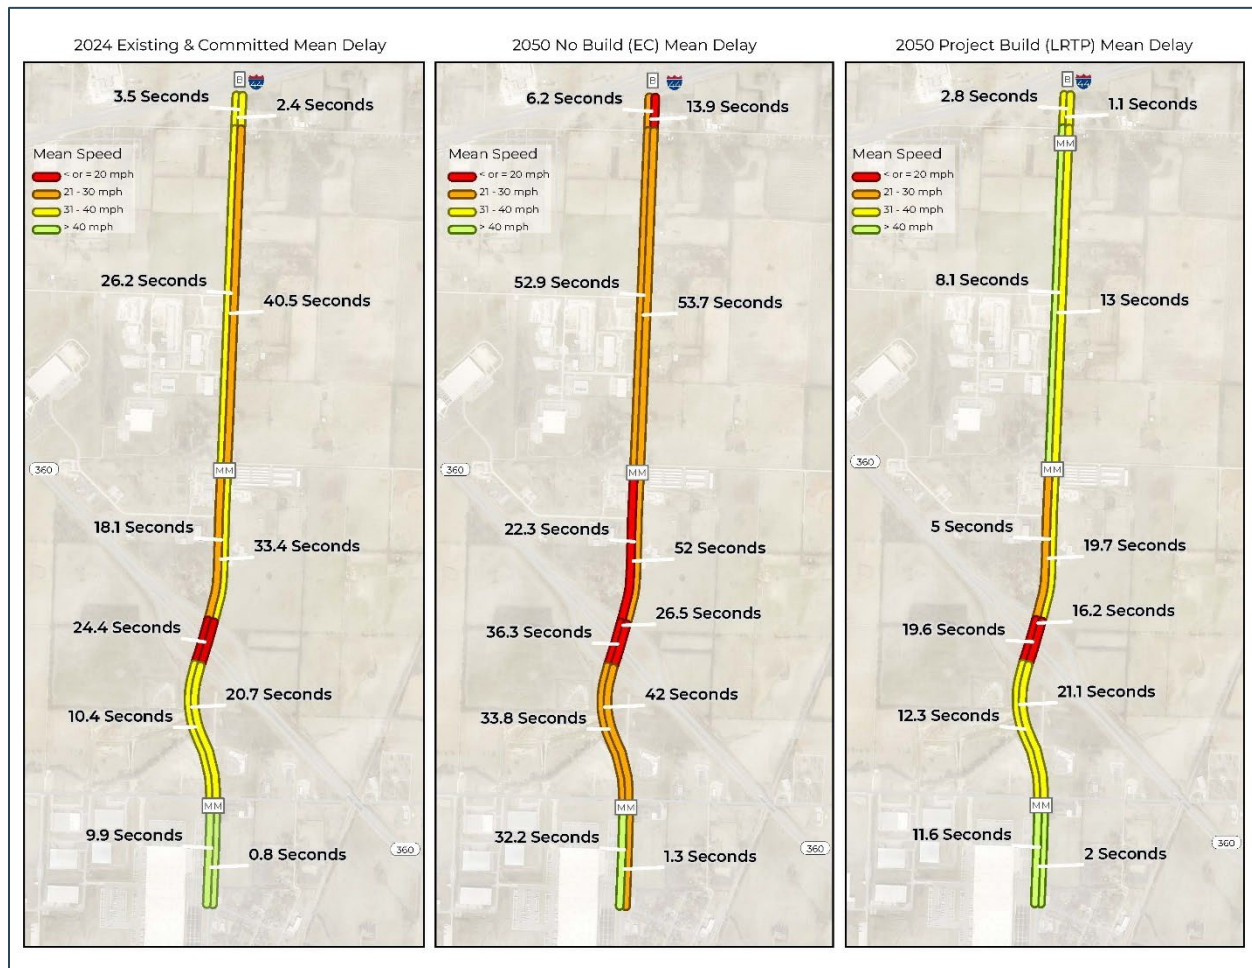 2024 Existing & Committed Mean Delay
B
44
3.5 Seconds
2.4 Seconds
Mean Speed
< or = 20 mph
21 - 30 mph
31 - 40 mph
> 40 mph
26.2 Seconds
40.5 Seconds
360
MM
18.1 Seconds
33.4 Seconds
24.4 Seconds
20.7 Seconds
10.4 Seconds
MM
9.9 Seconds
0.8 Seconds
360
2050 No Build (EC) Mean Delay
B
44
6.2 Seconds
13.9 Seconds
Mean Speed
< or = 20 mph
21 - 30 mph
31 - 40 mph
> 40 mph
52.9 Seconds
53.7 Seconds
360
MM
22.3 Seconds
52 Seconds
26.5 Seconds
36.3 Seconds
42 Seconds
33.8 Seconds
MM
32.2 Seconds
1.3 Seconds
360
2050 Project Build (LRTP) Mean Delay
B
44
2.8 Seconds
1.1 Seconds
MM
Mean Speed
< or = 20 mph
21 - 30 mph
31 - 40 mph
> 40 mph
8.1 Seconds
13 Seconds
360
MM
5 Seconds
19.7 Seconds
16.2 Seconds
19.6 Seconds
21.1 Seconds
12.3 Seconds
MM
11.6 Seconds
2 Seconds
360